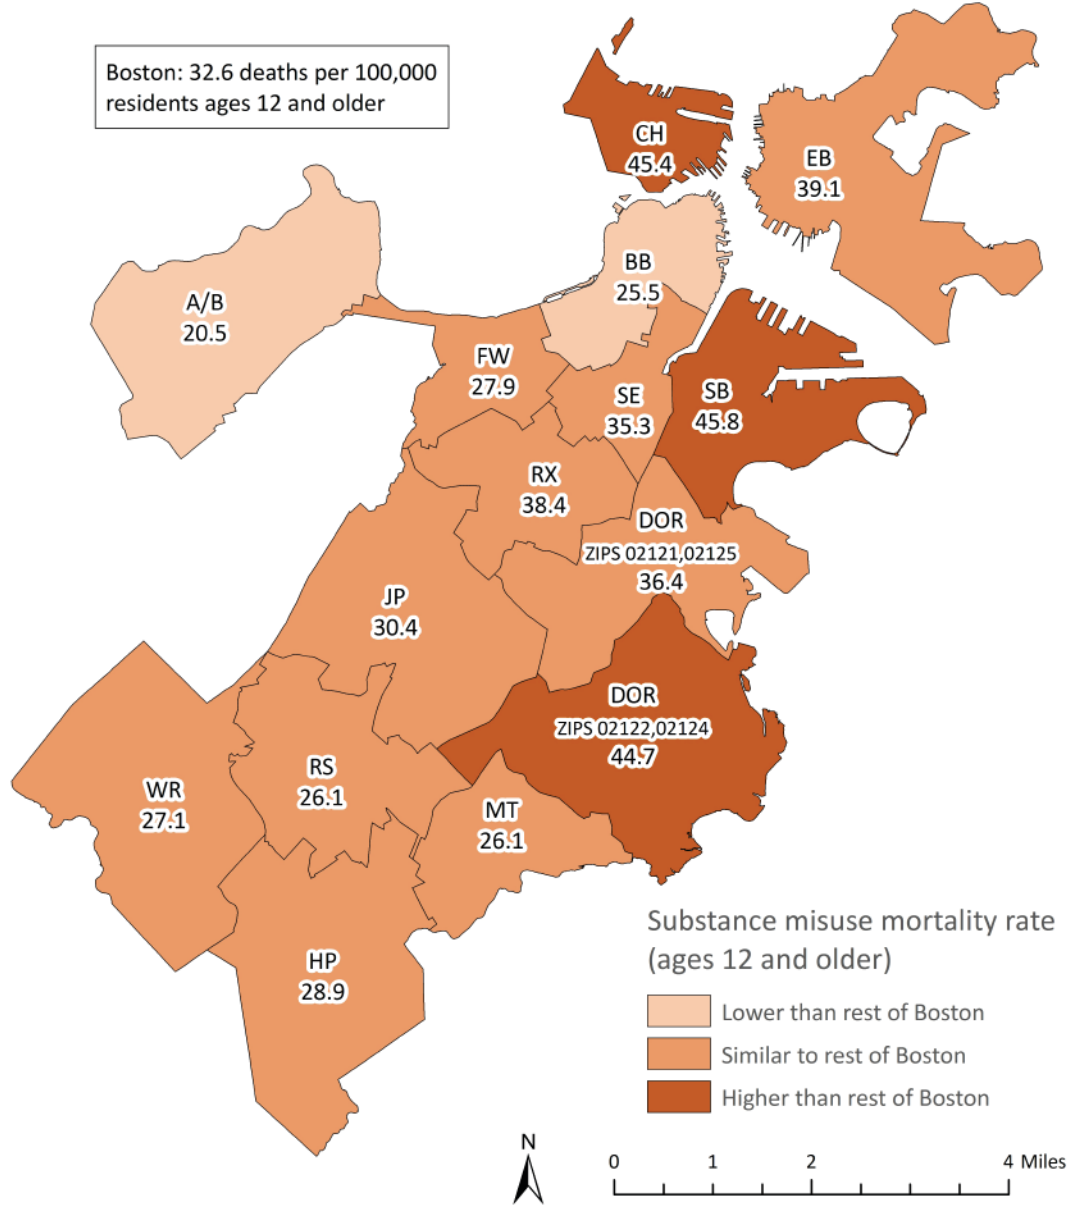 Boston: 32.6 deaths per 100,000
residents ages 12 and older
CH
45.4
EB
39.1
BB
25.5
A/B
20.5
FW
27.9
SE
35.3
SB
45.8
RX
38.4
DOR
ZIPS 02121,02125
36.4
JP
30.4
DOR
ZIPS 02122,02124
44.7
RS
26.1
WR
27.1
MT
26.1
HP
28.9
Substance misuse mortality rate
(ages 12 and older)
Lower than rest of Boston
Similar to rest of Boston
Higher than rest of Boston
N
0 1 2 4 Miles